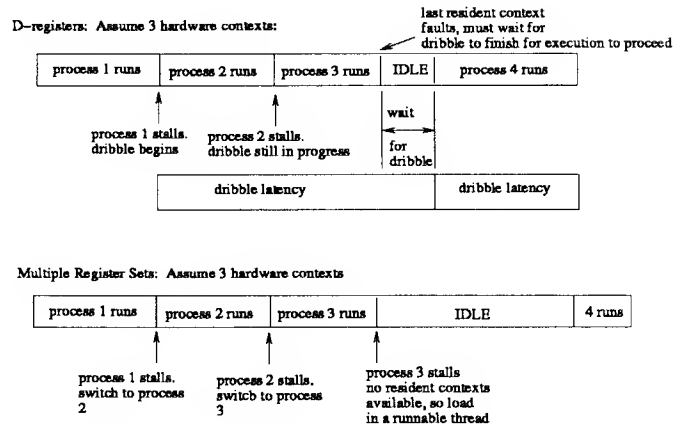 D-registers: Assume 3 hardware contexts:
last resident context
faults, must wait for
dribble to finish for execution to proceed
process 1 runs
process 2 runs
process 3 runs
IDLE
process 4 runs
process 1 stalls.
dribble begins
process 2 stalls.
dribble still in progress
wait
for
dribble
dribble latency
dribble latency
Multiple Register Sets: Assume 3 hardware contexts
process 1 runs
process 2 runs
process 3 runs
IDLE
4 runs
process 1 stalls.
switch to process
2
process 2 stalls.
switch to process
3
process 3 stalls
no resident contexts
available, so load
in a runnable thread